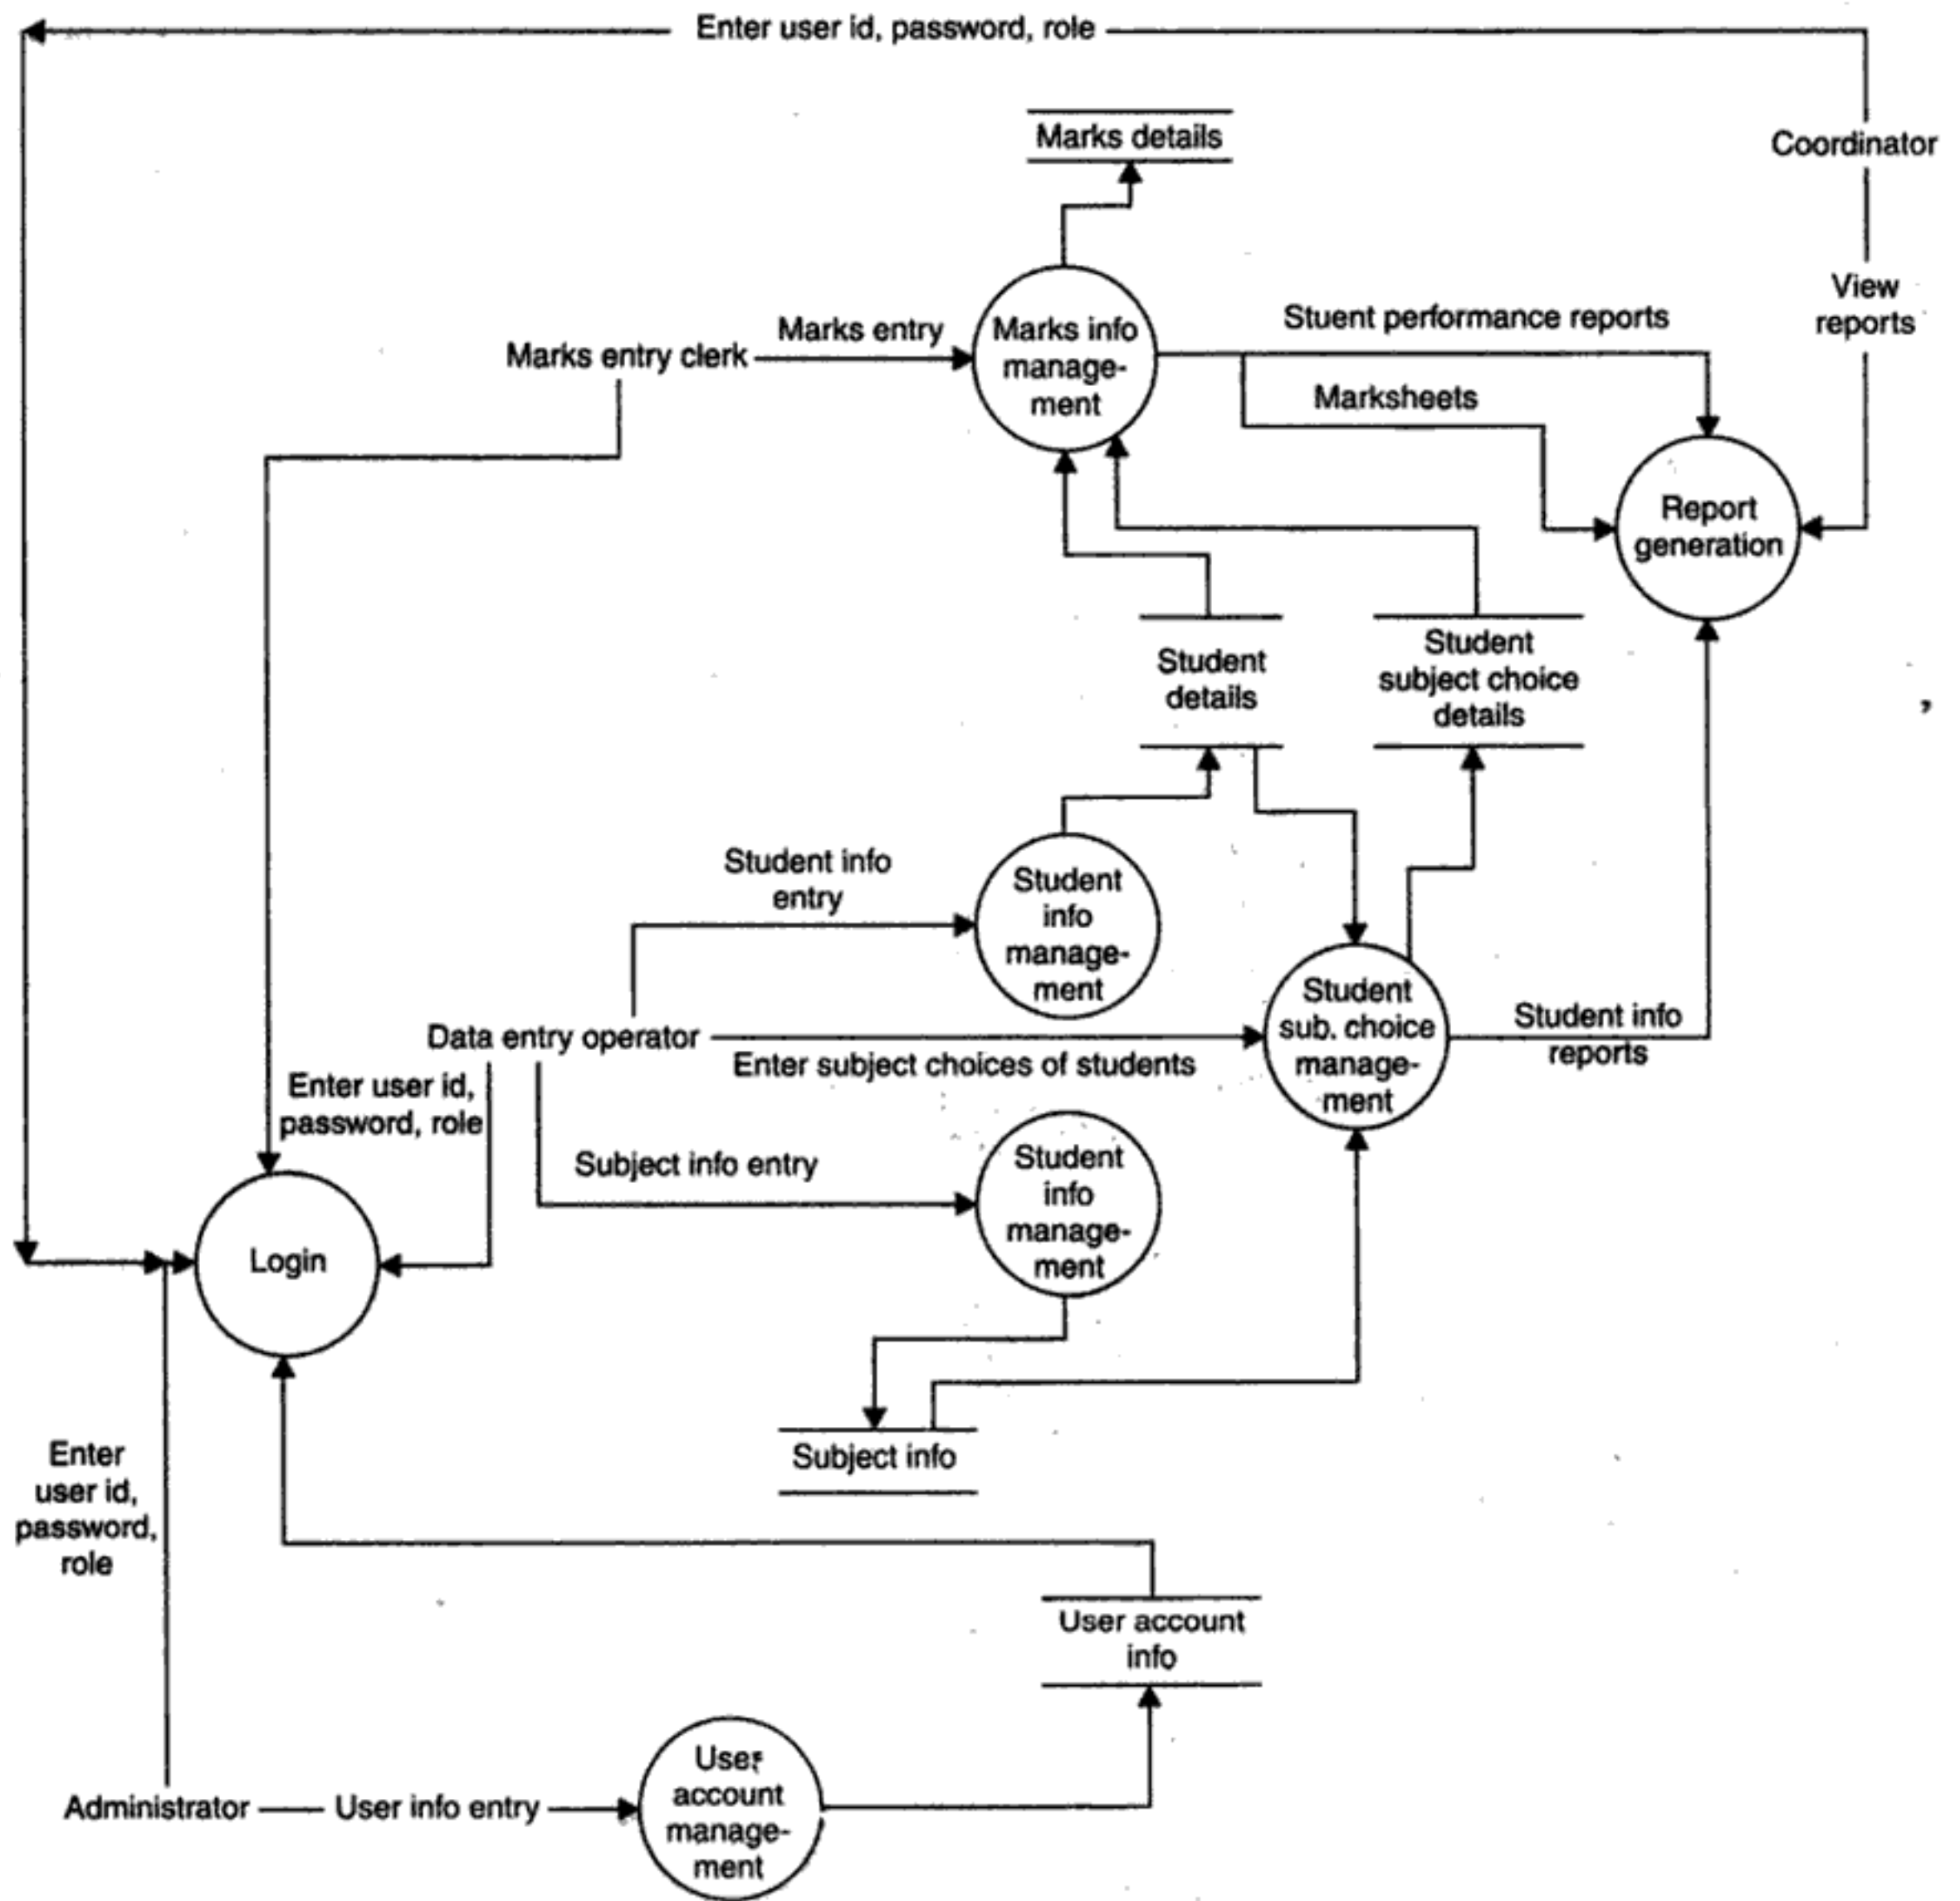 Enter user id, password, role
Marks details
Coordinator
View
reports
Stuent performance reports
Marks entry
Marks info
manage-
ment
Marks entry clerk
Marksheets
Report
generation
Student
details
Student
subject choice
details
Student info
entry
Student
info
manage-
ment
Student
sub. choice
manage-
ment
Student info
reports
Data entry operator
Enter subject choices of students
Enter user id,
password, role
Subject info entry
Student
info
manage-
ment
Login
Enter
user id,
password,
role
Subject info
User account
info
User
account
manage-
ment
Administrator
User info entry